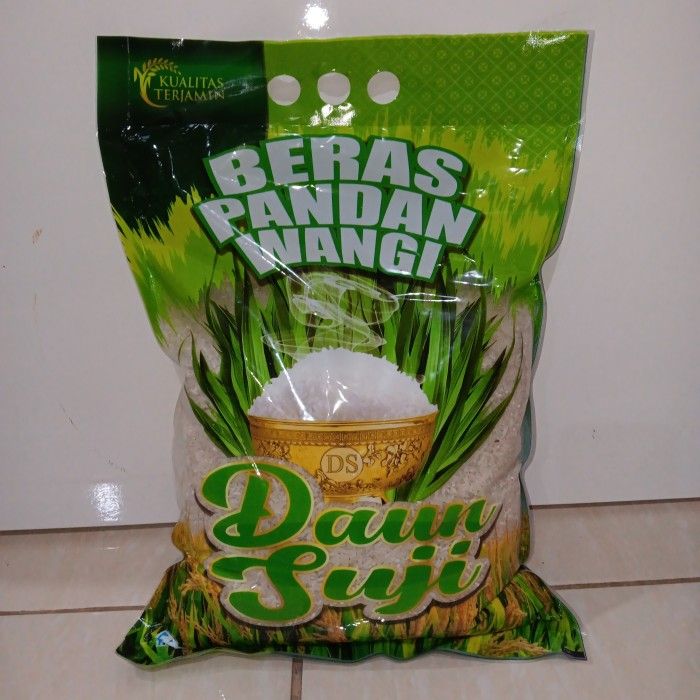 KUALITAS
TERJAMIN
BERAS
PANDAN
WANGI
DS
Daun
Suji